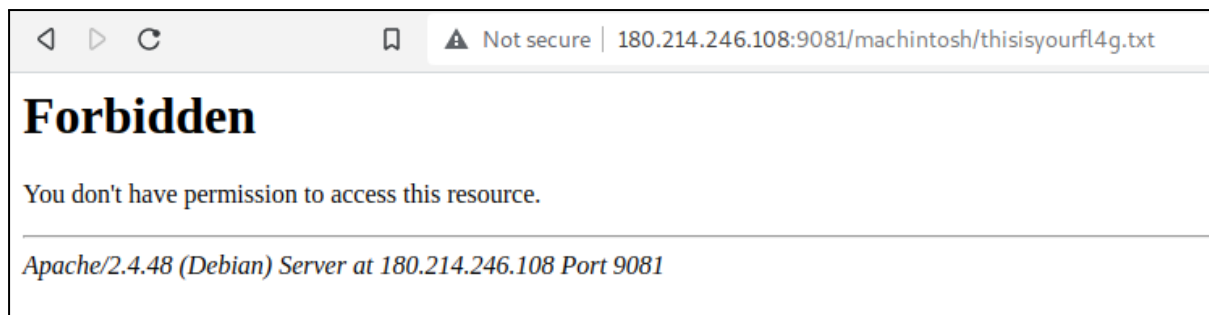 Not secure 180.214.246.108:9081/machintosh/thisisyourfl4g.txt
Forbidden
You don't have permission to access this resource.
Apache/2.4.48 (Debian) Server at 180.214.246.108 Port 9081